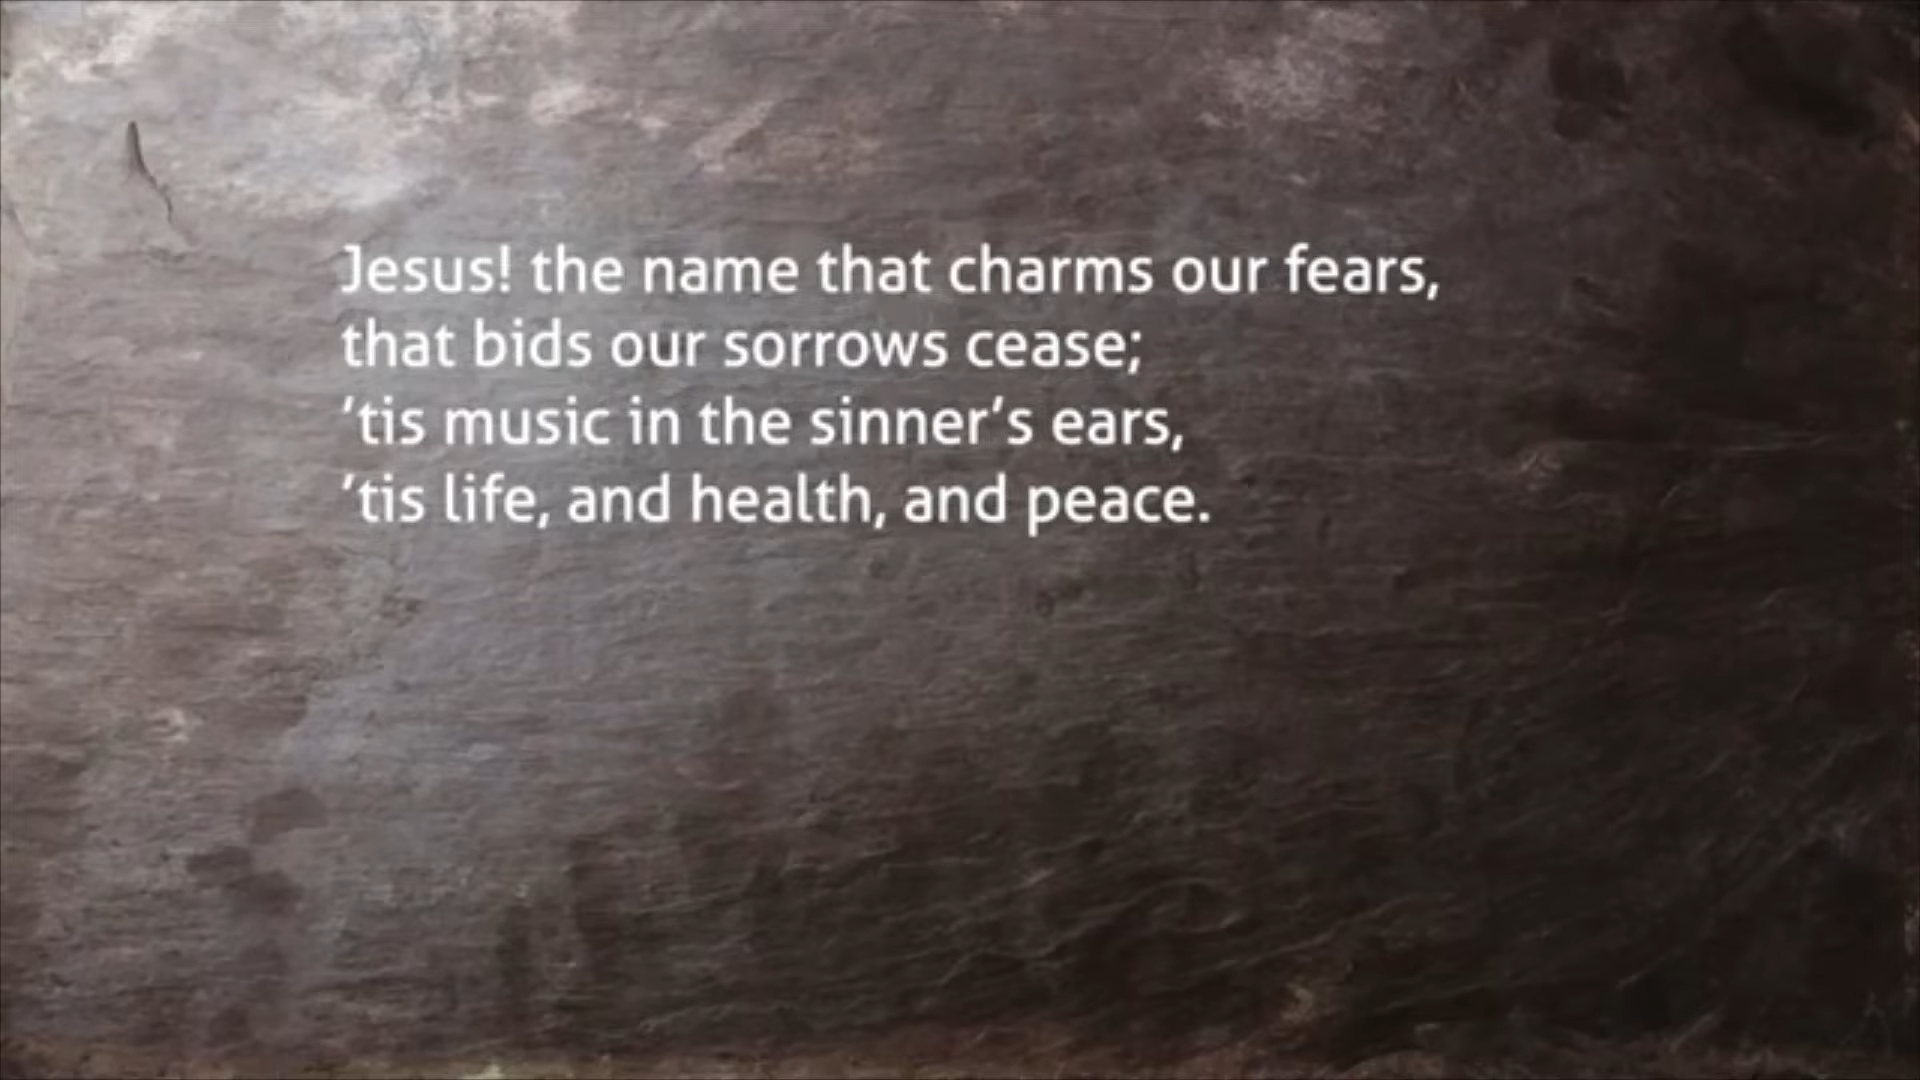 Jesus! the name that charms our fears,
that bids our sorrows cease;
’tis music in the sinner’s ears,
’tis life, and health, and peace.